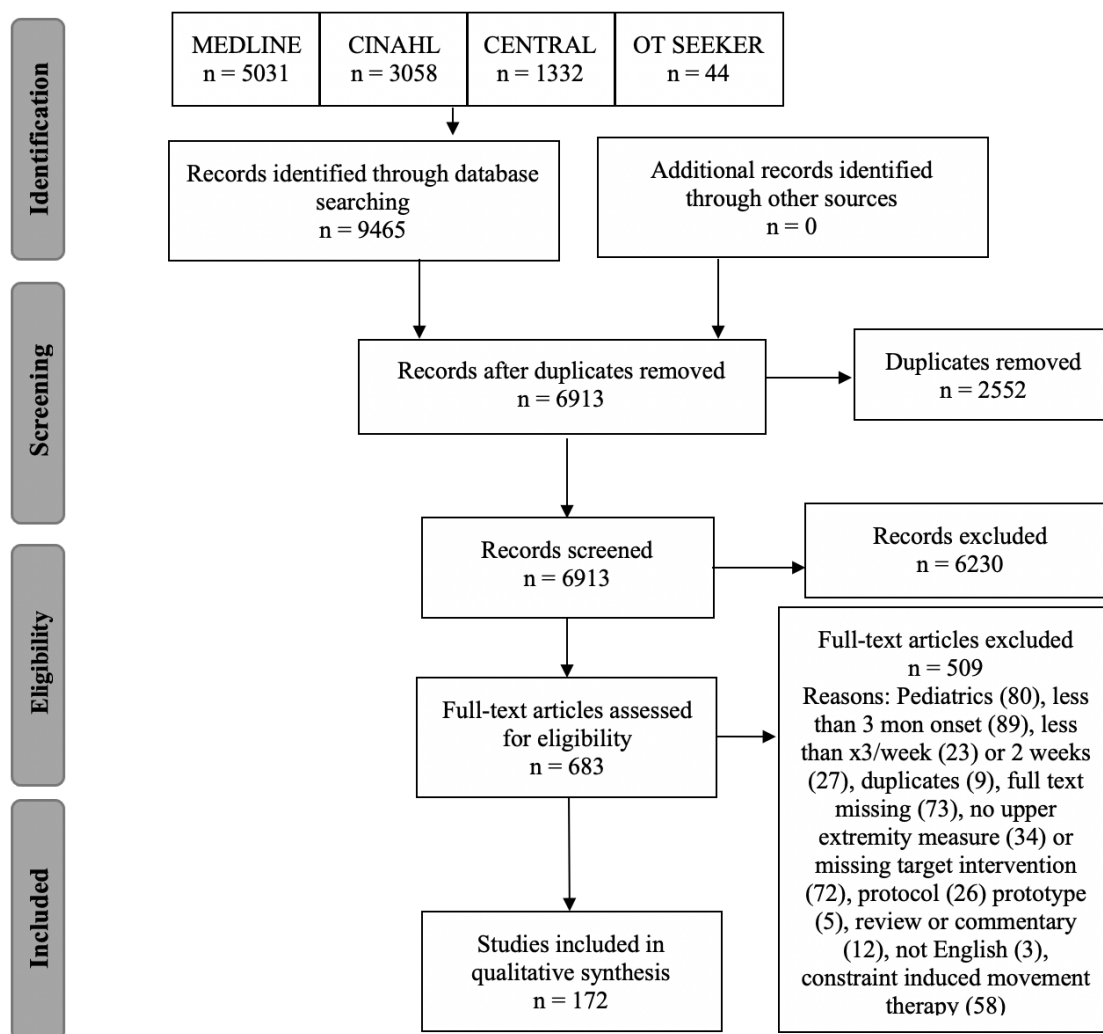 MEDLINE
n = 5031
CINAHL
n = 3058
CENTRAL
n = 1332
OT SEEKER
n = 44
Identification
Records identified through database
searching
n = 9465
Additional records identified
through other sources
n = 0
Screening
Records after duplicates removed
n = 6913
Duplicates removed
n = 2552
Records screened
n = 6913
Records excluded
n = 6230
Eligibility
Full-text articles assessed
for eligibility
n = 683
Full-text articles excluded
n = 509
Reasons: Pediatrics (80), less
than 3 mon onset (89), less
than x3/week (23) or 2 weeks
(27), duplicates (9), full text
missing (73), no upper
extremity measure (34) or
missing target intervention
(72), protocol (26) prototype
(5), review or commentary
(12), not English (3),
constraint induced movement
therapy (58)
Included
Studies included in
qualitative synthesis
n = 172